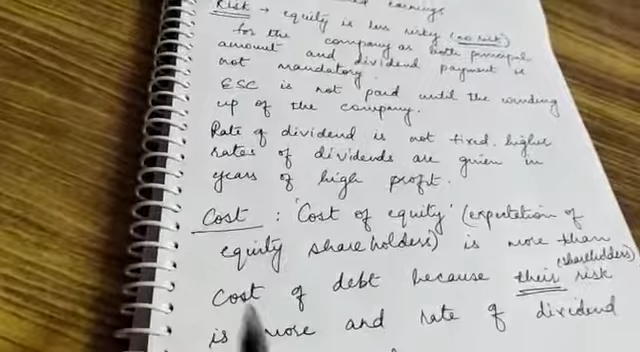 earnings
Risk → equity is less risky (no risk)
for the company as both principal
amount and dividend payment is
not mandatory.
ESC is not paid until the winding
up of the company.
Rate of dividend is not fixed. higher
rates of dividends are given in
years of high profit.
Cost : 'Cost of equity' (expectation of
equity shareholders) is more than
cost of debt because their (shareholders) risk
is more and rate of dividend